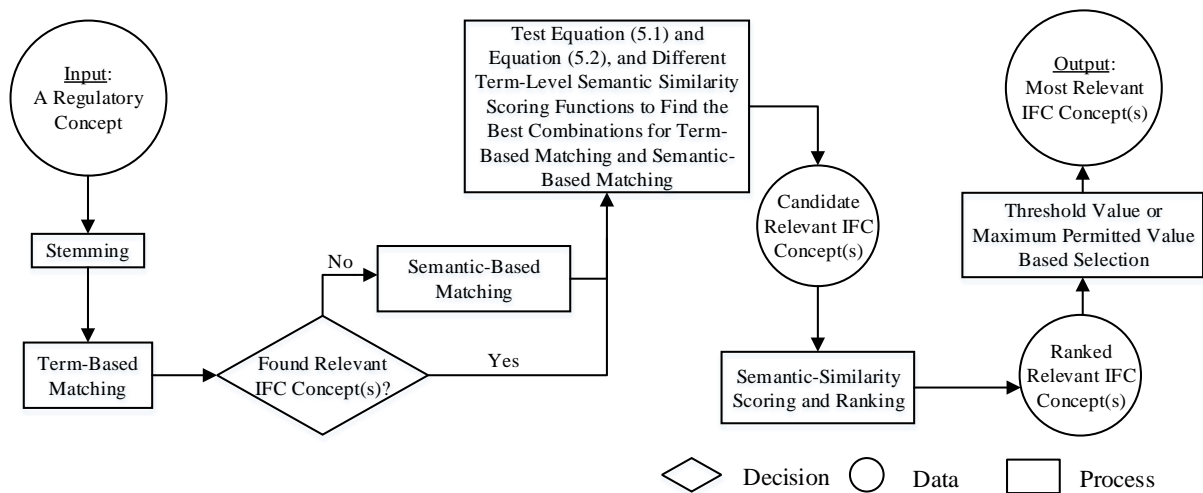 Input:
A Regulatory
Concept
Stemming
Term-Based
Matching
Found Relevant
IFC Concept(s)?
No
Semantic-Based
Matching
Yes
Test Equation (5.1) and
Equation (5.2), and Different
Term-Level Semantic Similarity
Scoring Functions to Find the
Best Combinations for Term-
Based Matching and Semantic-
Based Matching
Candidate
Relevant IFC
Concept(s)
Semantic-Similarity
Scoring and Ranking
Ranked
Relevant IFC
Concept(s)
Threshold Value or
Maximum Permitted Value
Based Selection
Output:
Most Relevant
IFC Concept(s)
Decision
Data
Process